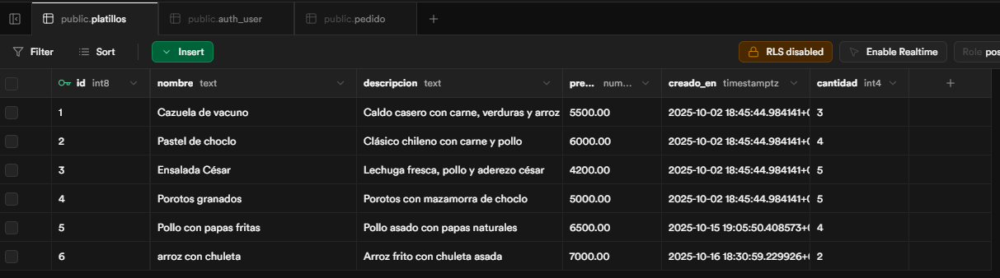 public.platillos public.auth_user public.pedido +
Filter Sort Insert RLS disabled Enable Realtime Role pos
id int8 nombre text descripcion text pre... num... creado_en timestamptz cantidad int4 +
1 Cazuela de vacuno Caldo casero con carne, verduras y arroz 5500.00 2025-10-02 18:45:44.984141+0 3
2 Pastel de choclo Clásico chileno con carne y pollo 6000.00 2025-10-02 18:45:44.984141+0 4
3 Ensalada César Lechuga fresca, pollo y aderezo césar 4200.00 2025-10-02 18:45:44.984141+0 5
4 Porotos granados Porotos con mazamorra de choclo 5000.00 2025-10-02 18:45:44.984141+0 5
5 Pollo con papas fritas Pollo asado con papas naturales 6500.00 2025-10-15 19:05:50.408573+0 4
6 arroz con chuleta Arroz frito con chuleta asada 7000.00 2025-10-16 18:30:59.229926+0 2